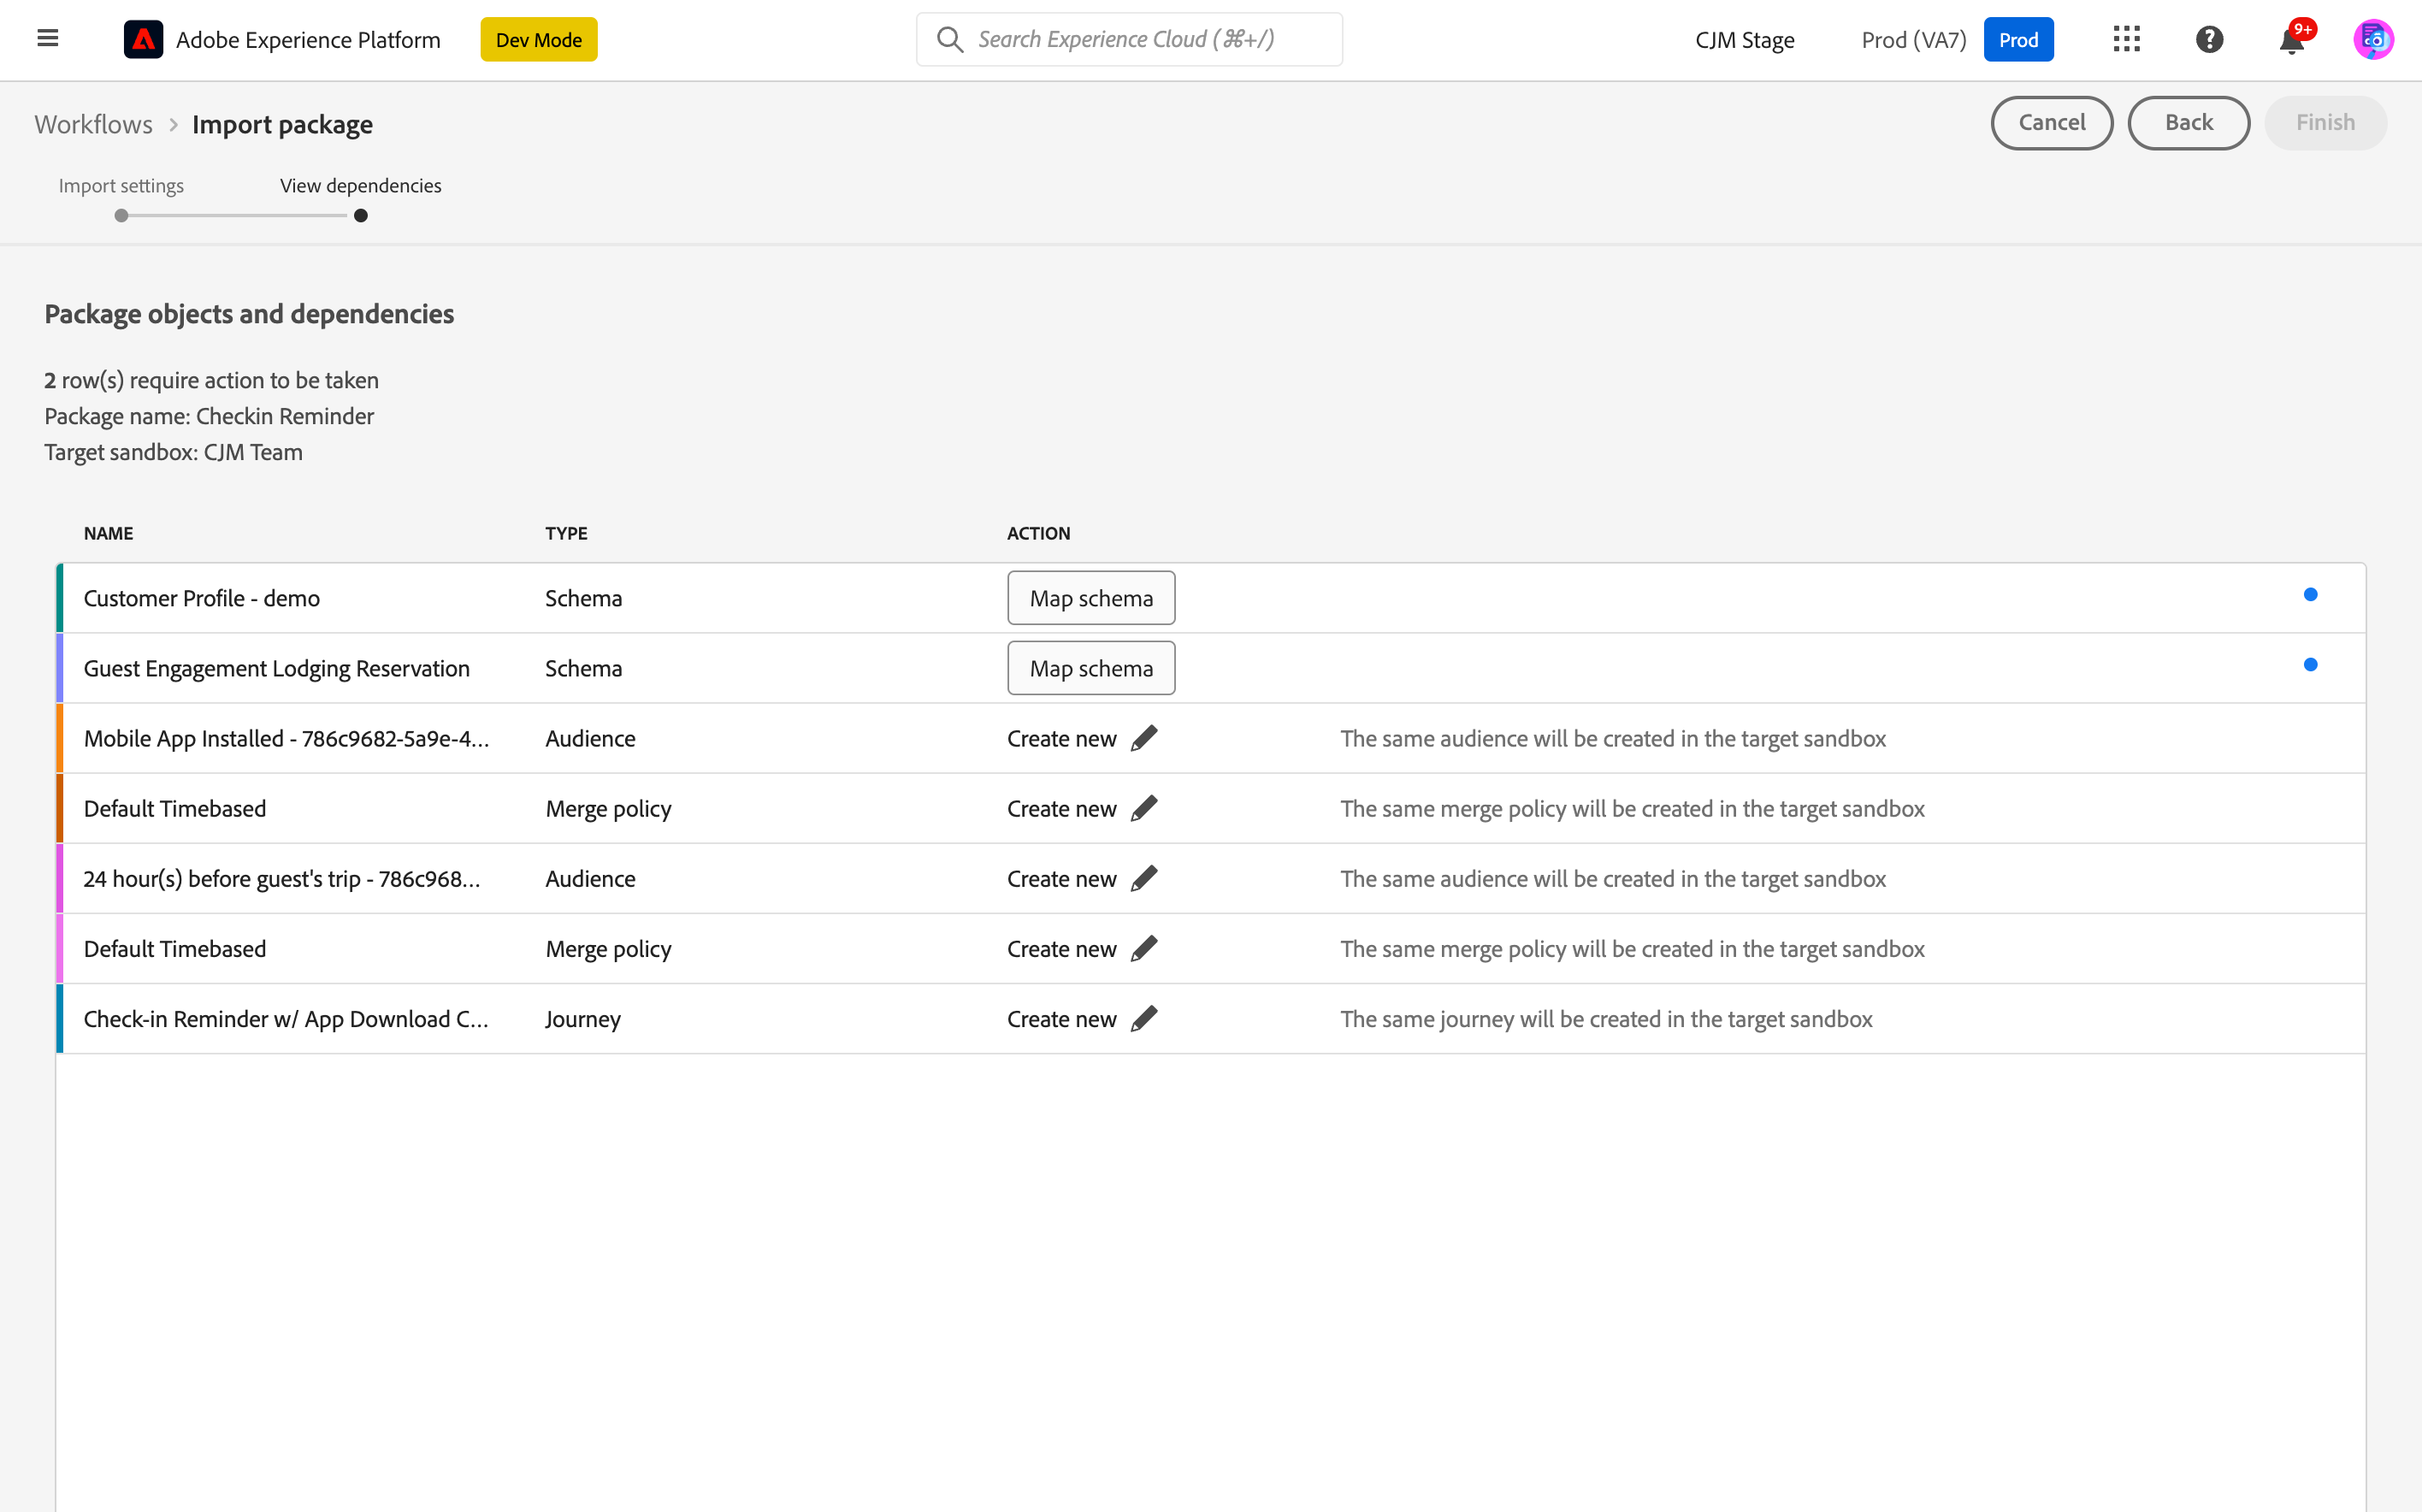 Adobe Experience Platform
Dev Mode
Search Experience Cloud (⌘+/)
CJM Stage
Prod (VA7)
Prod
9+
Workflows > Import package
Cancel
Back
Finish
Import settings
View dependencies
Package objects and dependencies
2 row(s) require action to be taken
Package name: Checkin Reminder
Target sandbox: CJM Team
NAME TYPE ACTION
Customer Profile - demo Schema Map schema
Guest Engagement Lodging Reservation Schema Map schema
Mobile App Installed - 786c9682-5a9e-4... Audience Create new The same audience will be created in the target sandbox
Default Timebased Merge policy Create new The same merge policy will be created in the target sandbox
24 hour(s) before guest's trip - 786c968... Audience Create new The same audience will be created in the target sandbox
Default Timebased Merge policy Create new The same merge policy will be created in the target sandbox
Check-in Reminder w/ App Download C... Journey Create new The same journey will be created in the target sandbox